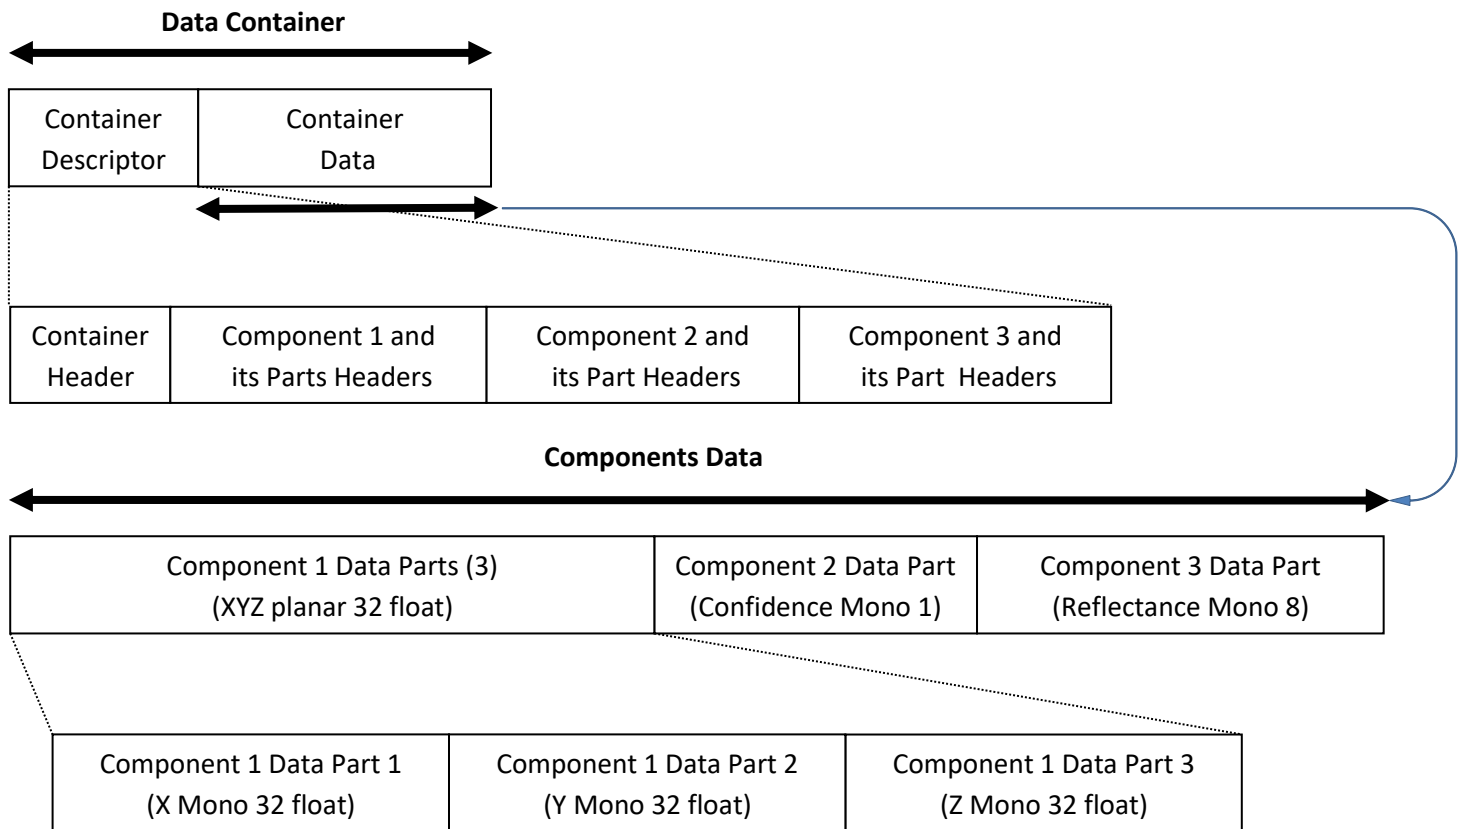 Data Container
Container
Descriptor
Container
Data
Container
Header
Component 1 and
its Parts Headers
Component 2 and
its Part Headers
Component 3 and
its Part  Headers
Components Data
Component 1 Data Parts (3)
(XYZ planar 32 float)
Component 2 Data Part
(Confidence Mono 1)
Component 3 Data Part
(Reflectance Mono 8)
Component 1 Data Part 1
(X Mono 32 float)
Component 1 Data Part 2
(Y Mono 32 float)
Component 1 Data Part 3
(Z Mono 32 float)